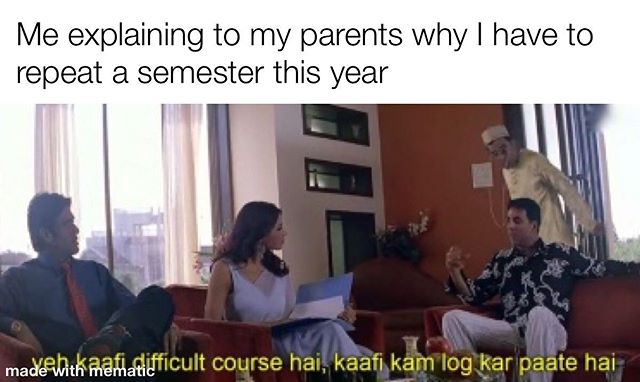 Me explaining to my parents why I have to
repeat a semester this year
yeh kaafi difficult course hai, kaafi kam log kar paate hai
made with mematic